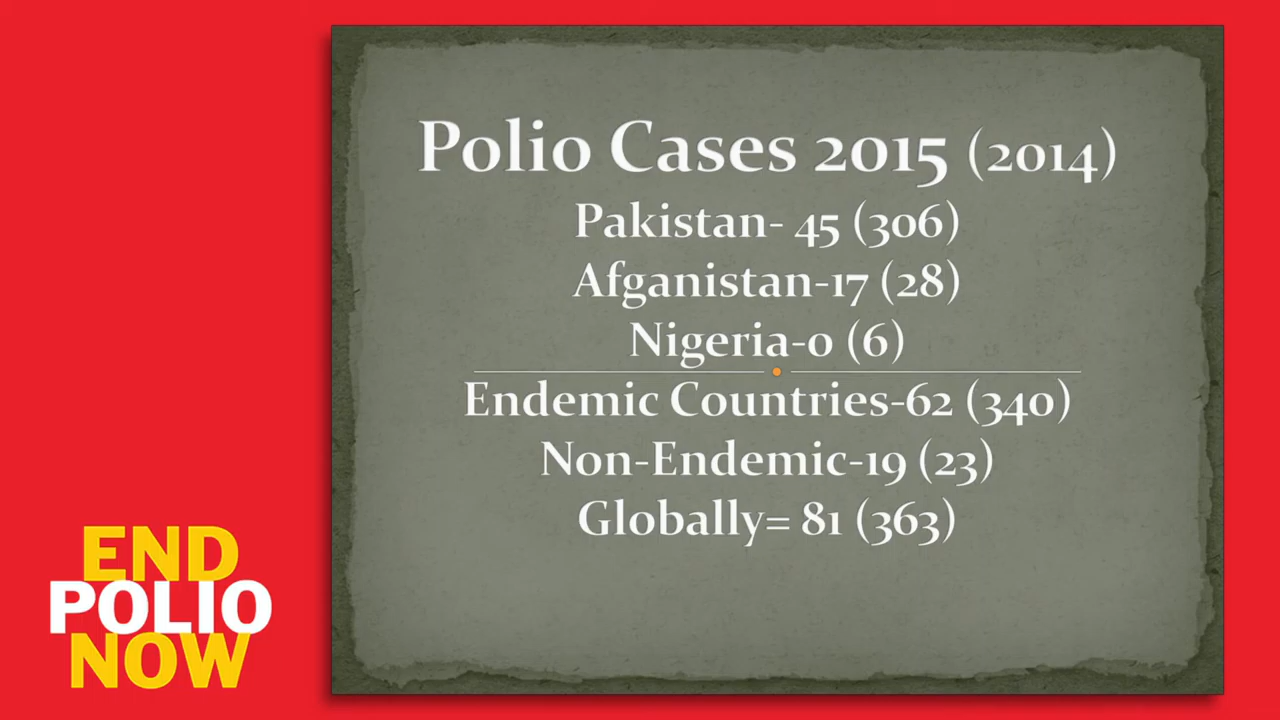 Polio Cases 2015 (2014)
Pakistan- 45 (306)
Afganistan-17 (28)
Nigeria-0 (6)
Endemic Countries-62 (340)
Non-Endemic-19 (23)
Globally= 81 (363)
END
POLIO
NOW